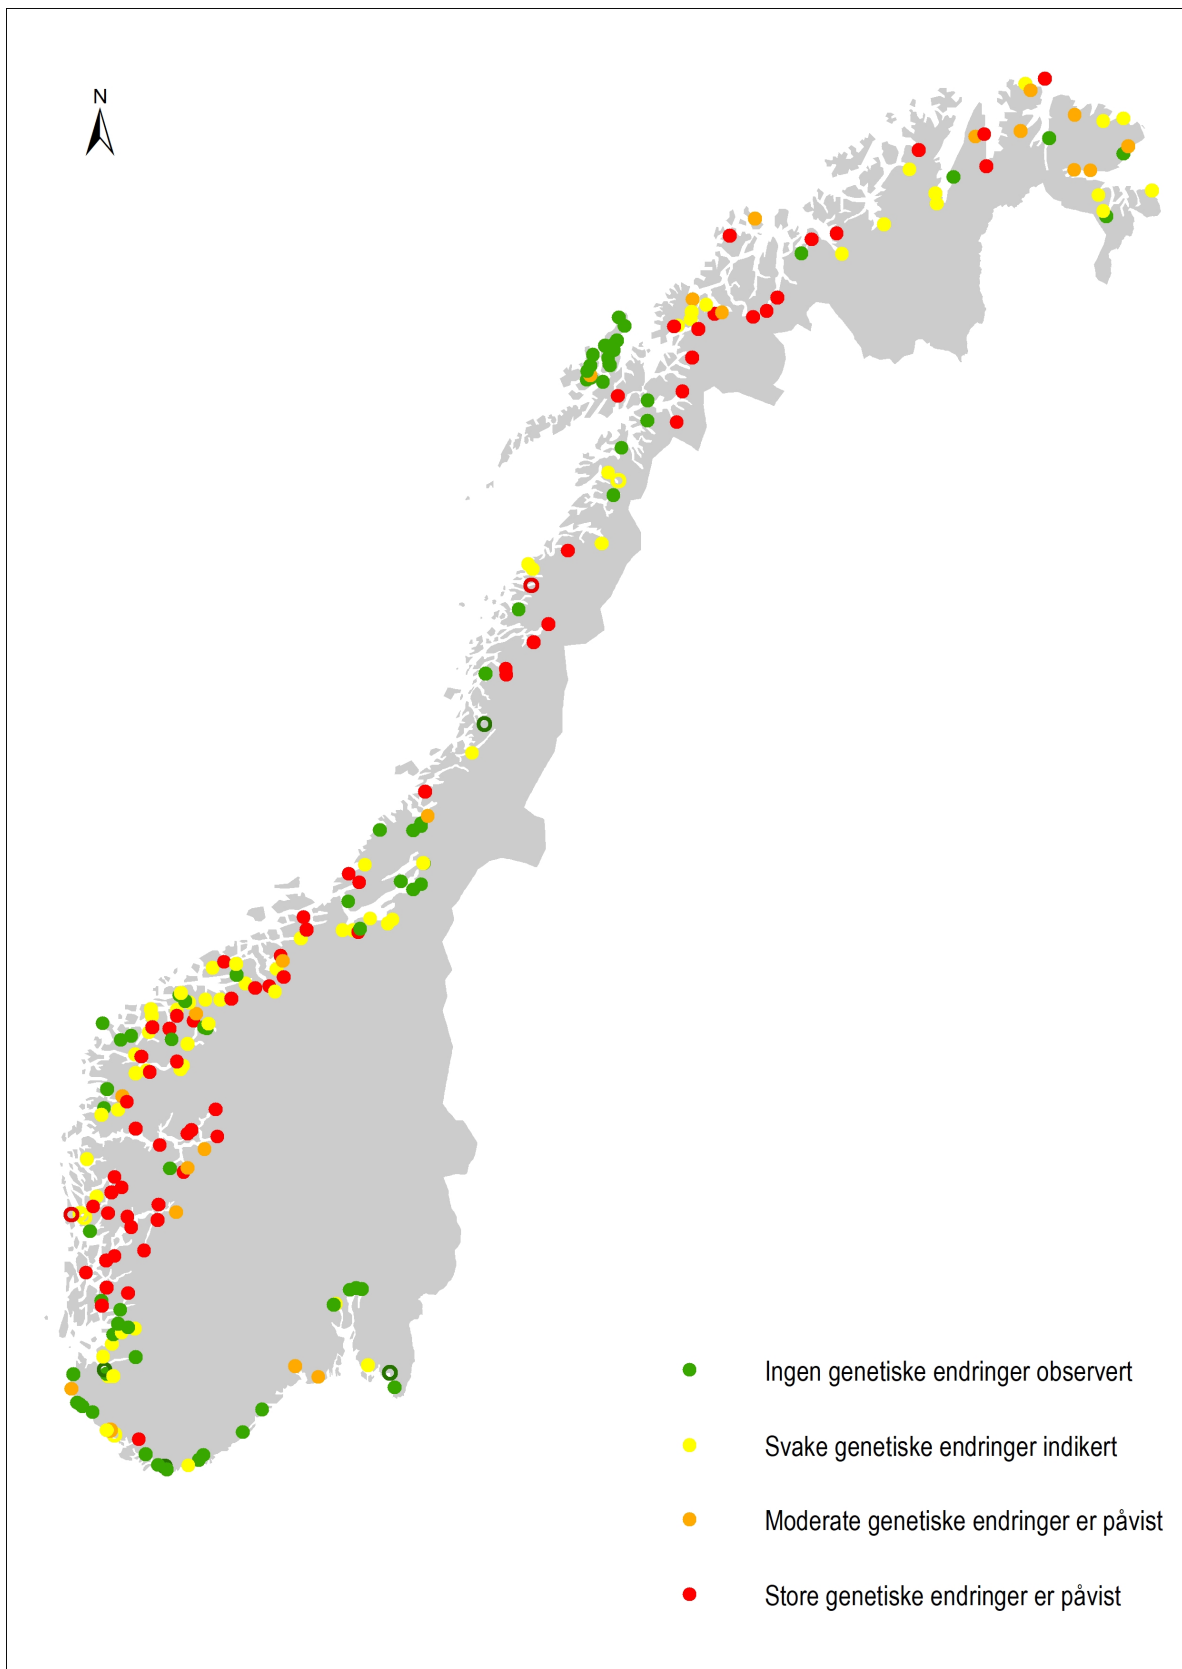 N
Ingen genetiske endringer observert
Svake genetiske endringer indikert
Moderate genetiske endringer er påvist
Store genetiske endringer er påvist